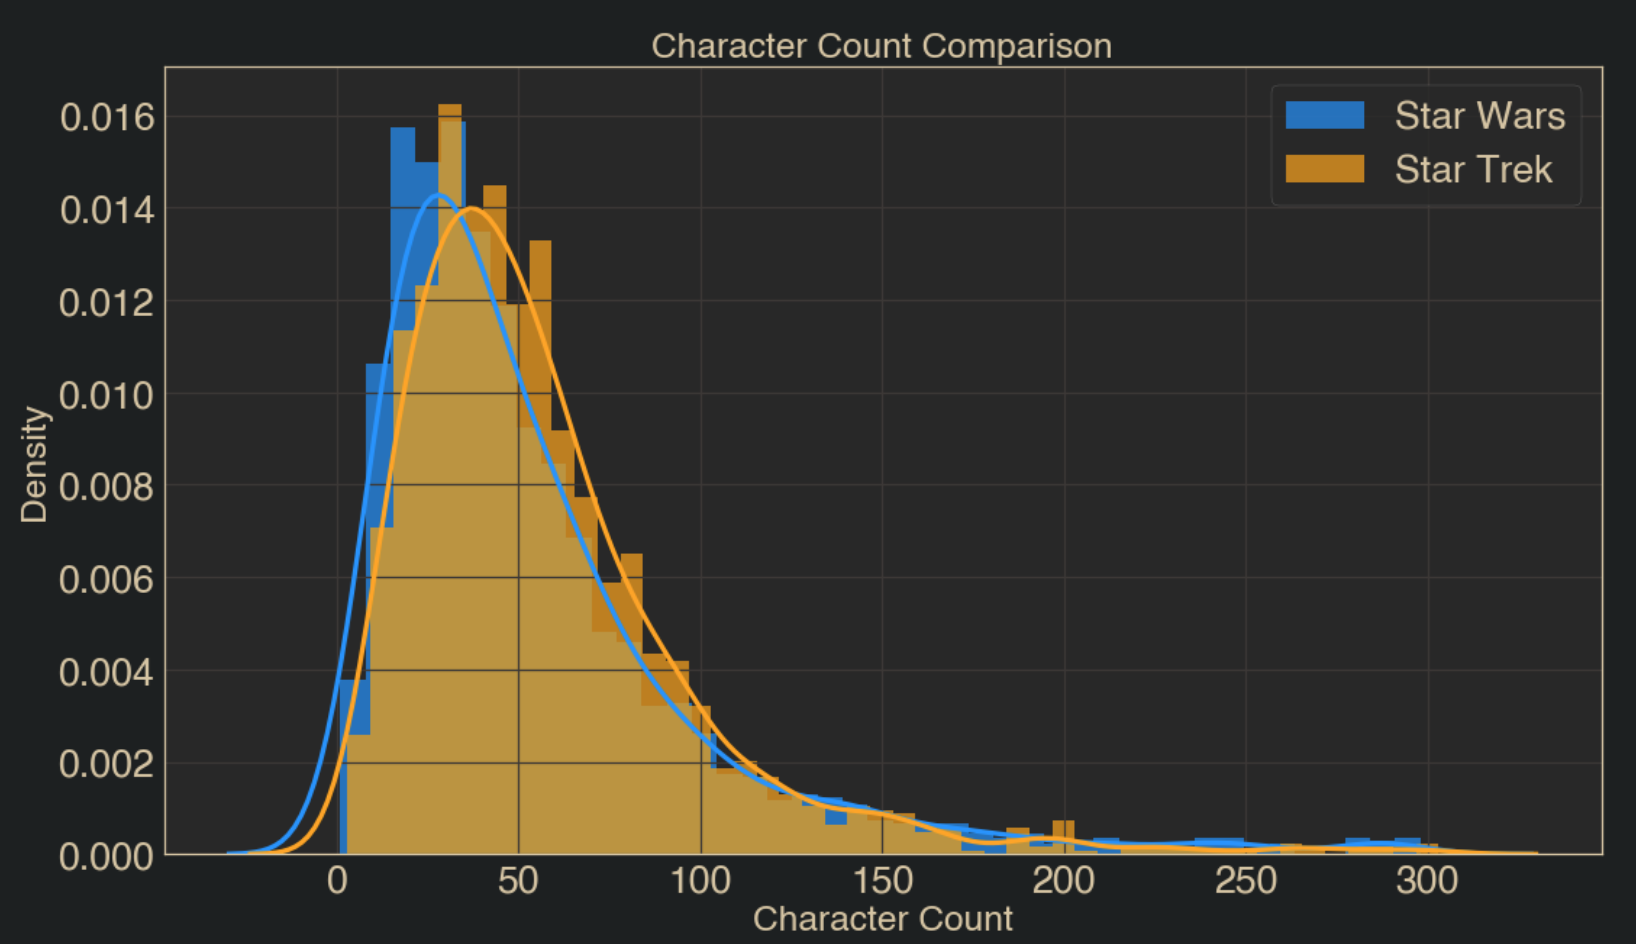 Character Count Comparison
Star Wars
Star Trek
0.016
0.014
0.012
0.010
0.008
0.006
0.004
0.002
0.000
Density
0 50 100 150 200 250 300
Character Count